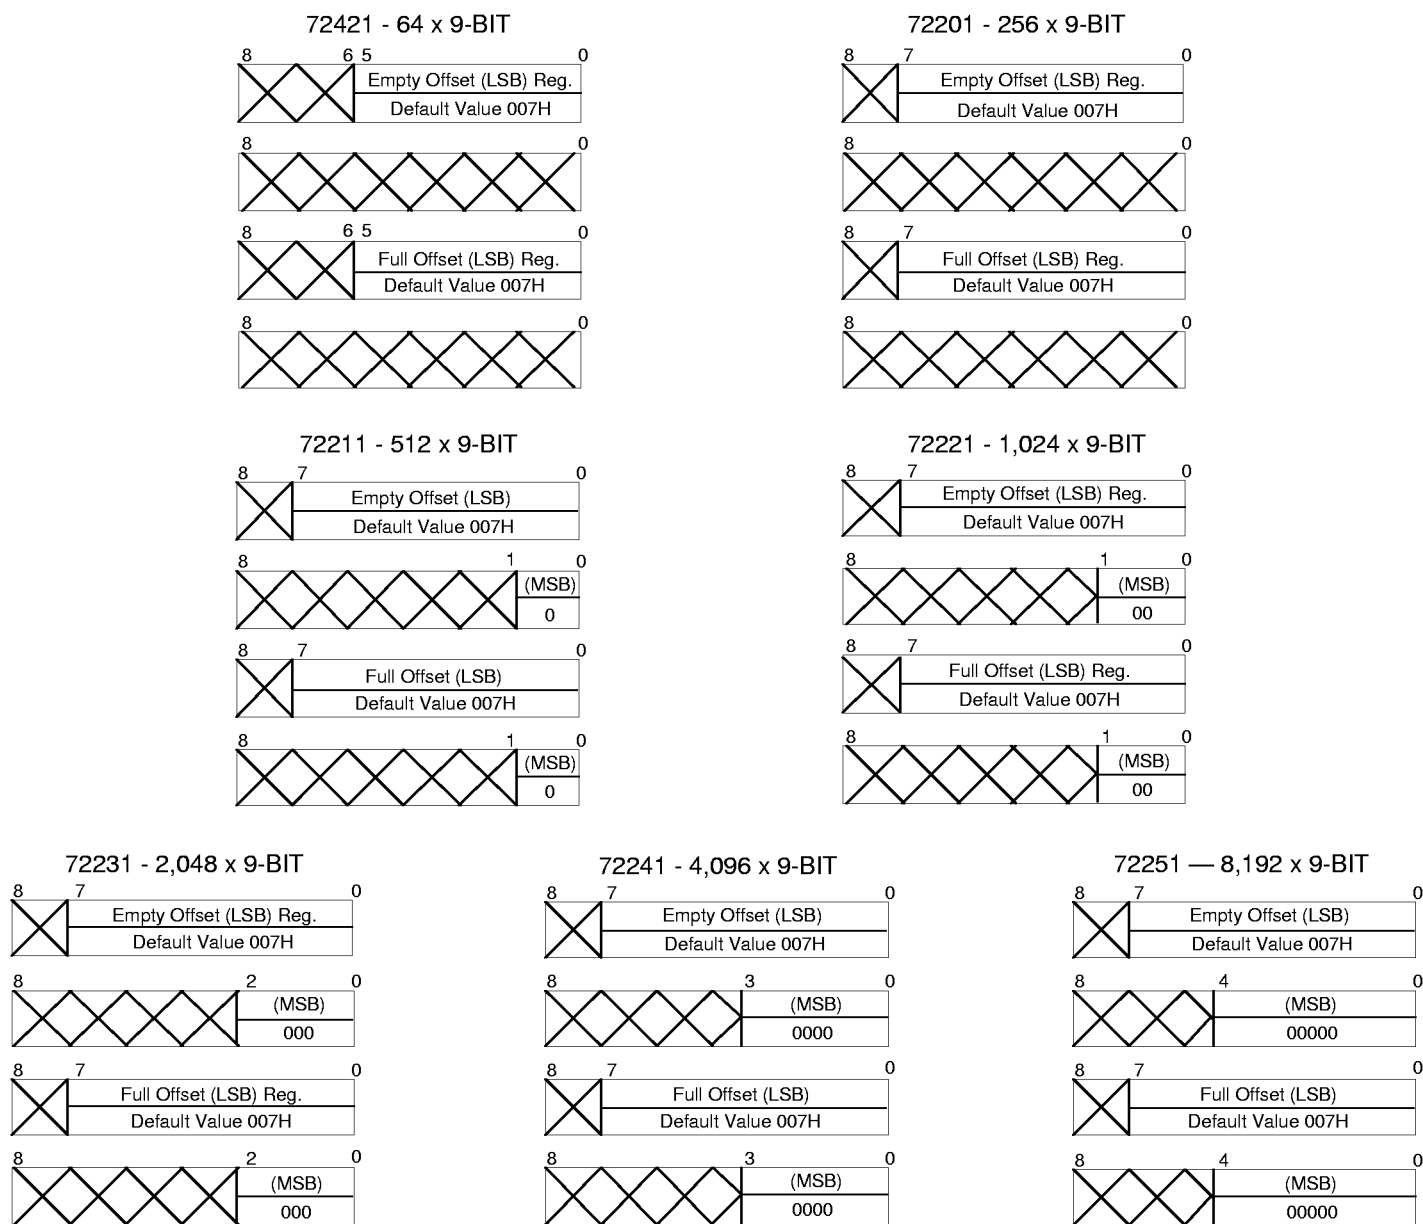 72421 - 64 x 9-BIT
8 6 5 0
Empty Offset (LSB) Reg.
Default Value 007H
8 0
8 6 5 0
Full Offset (LSB) Reg.
Default Value 007H
8 0
72201 - 256 x 9-BIT
8 7 0
Empty Offset (LSB) Reg.
Default Value 007H
8 0
8 7 0
Full Offset (LSB) Reg.
Default Value 007H
8 0
72211 - 512 x 9-BIT
8 7 0
Empty Offset (LSB)
Default Value 007H
8 1 0
(MSB)
0
8 7 0
Full Offset (LSB)
Default Value 007H
8 1 0
(MSB)
0
72221 - 1,024 x 9-BIT
8 7 0
Empty Offset (LSB) Reg.
Default Value 007H
8 1 0
(MSB)
00
8 7 0
Full Offset (LSB) Reg.
Default Value 007H
8 1 0
(MSB)
00
72231 - 2,048 x 9-BIT
8 7 0
Empty Offset (LSB) Reg.
Default Value 007H
8 2 0
(MSB)
000
8 7 0
Full Offset (LSB) Reg.
Default Value 007H
8 2 0
(MSB)
000
72241 - 4,096 x 9-BIT
8 7 0
Empty Offset (LSB)
Default Value 007H
8 3 0
(MSB)
0000
8 7 0
Full Offset (LSB)
Default Value 007H
8 3 0
(MSB)
0000
72251 — 8,192 x 9-BIT
8 7 0
Empty Offset (LSB)
Default Value 007H
8 4 0
(MSB)
00000
8 7 0
Full Offset (LSB)
Default Value 007H
8 4 0
(MSB)
00000